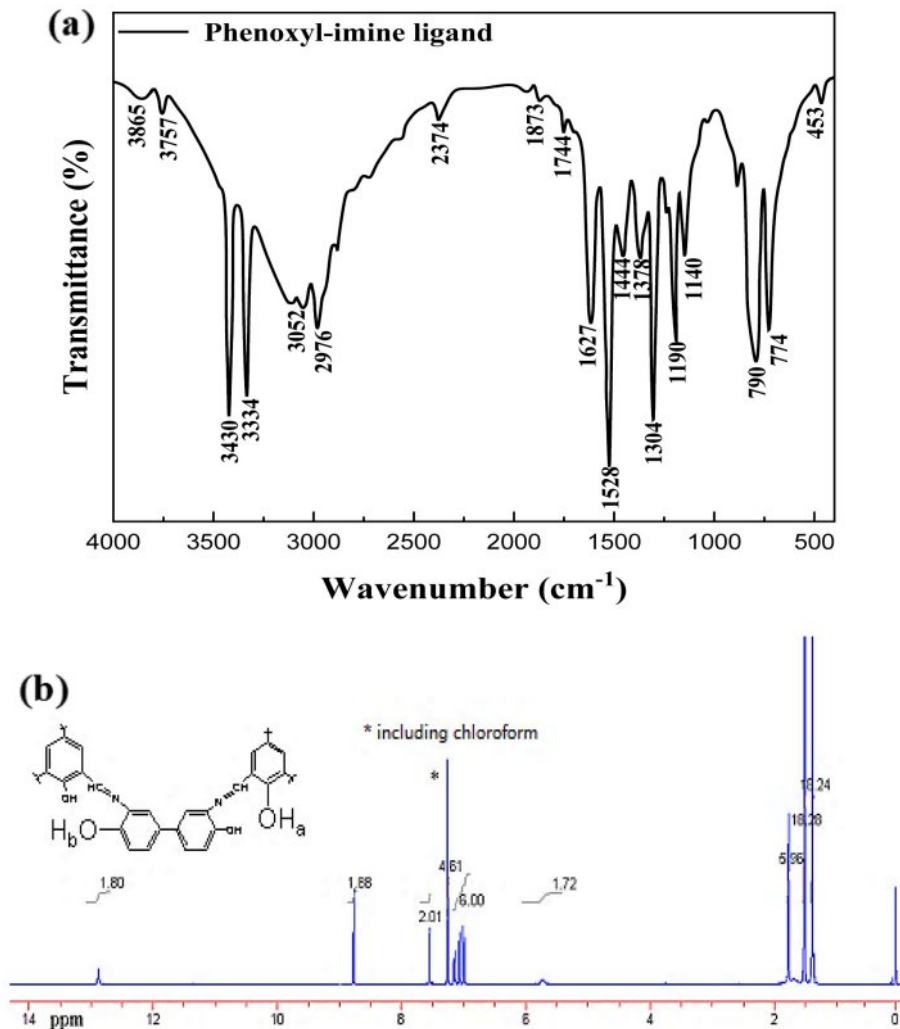 (a)
Phenoxyl-imine ligand
Transmittance (%)
3865
3757
3430
3334
3052
2976
2374
1873
1744
1627
1528
1444
1378
1304
1190
1140
790
774
453
4000 3500 3000 2500 2000 1500 1000 500
Wavenumber (cm⁻¹)
(b)
* including chloroform
*
HC N N CH
OH OHa
HbO OH
1.80
1.88
2.01
4.61
6.00
1.72
5.96
18.28
18.24
14 ppm 12 10 8 6 4 2 0